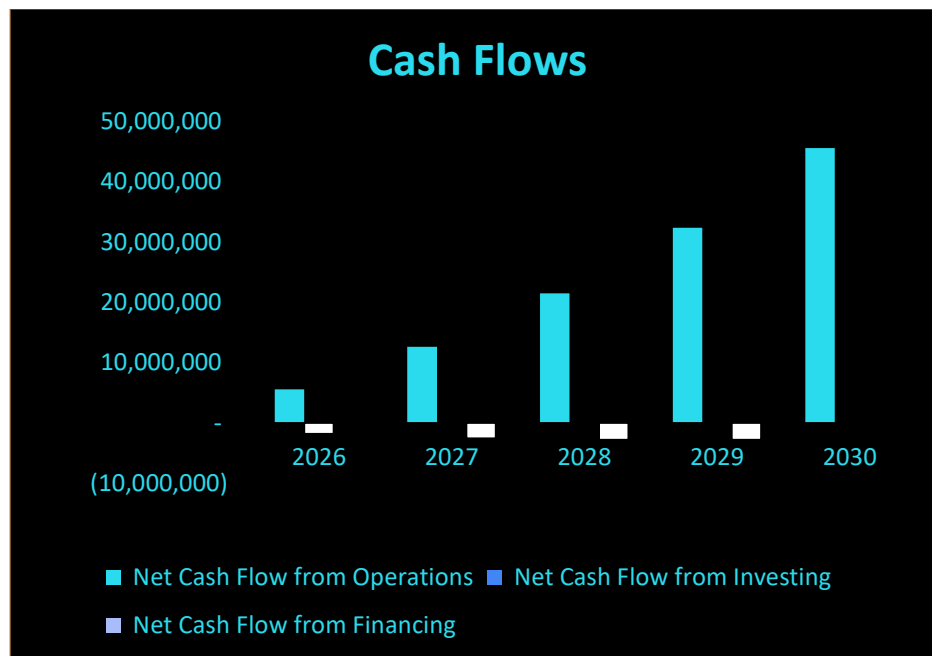 Cash Flows
50,000,000
40,000,000
30,000,000
20,000,000
10,000,000
-
(10,000,000)
2026 2027 2028 2029 2030
Net Cash Flow from Operations Net Cash Flow from Investing
Net Cash Flow from Financing